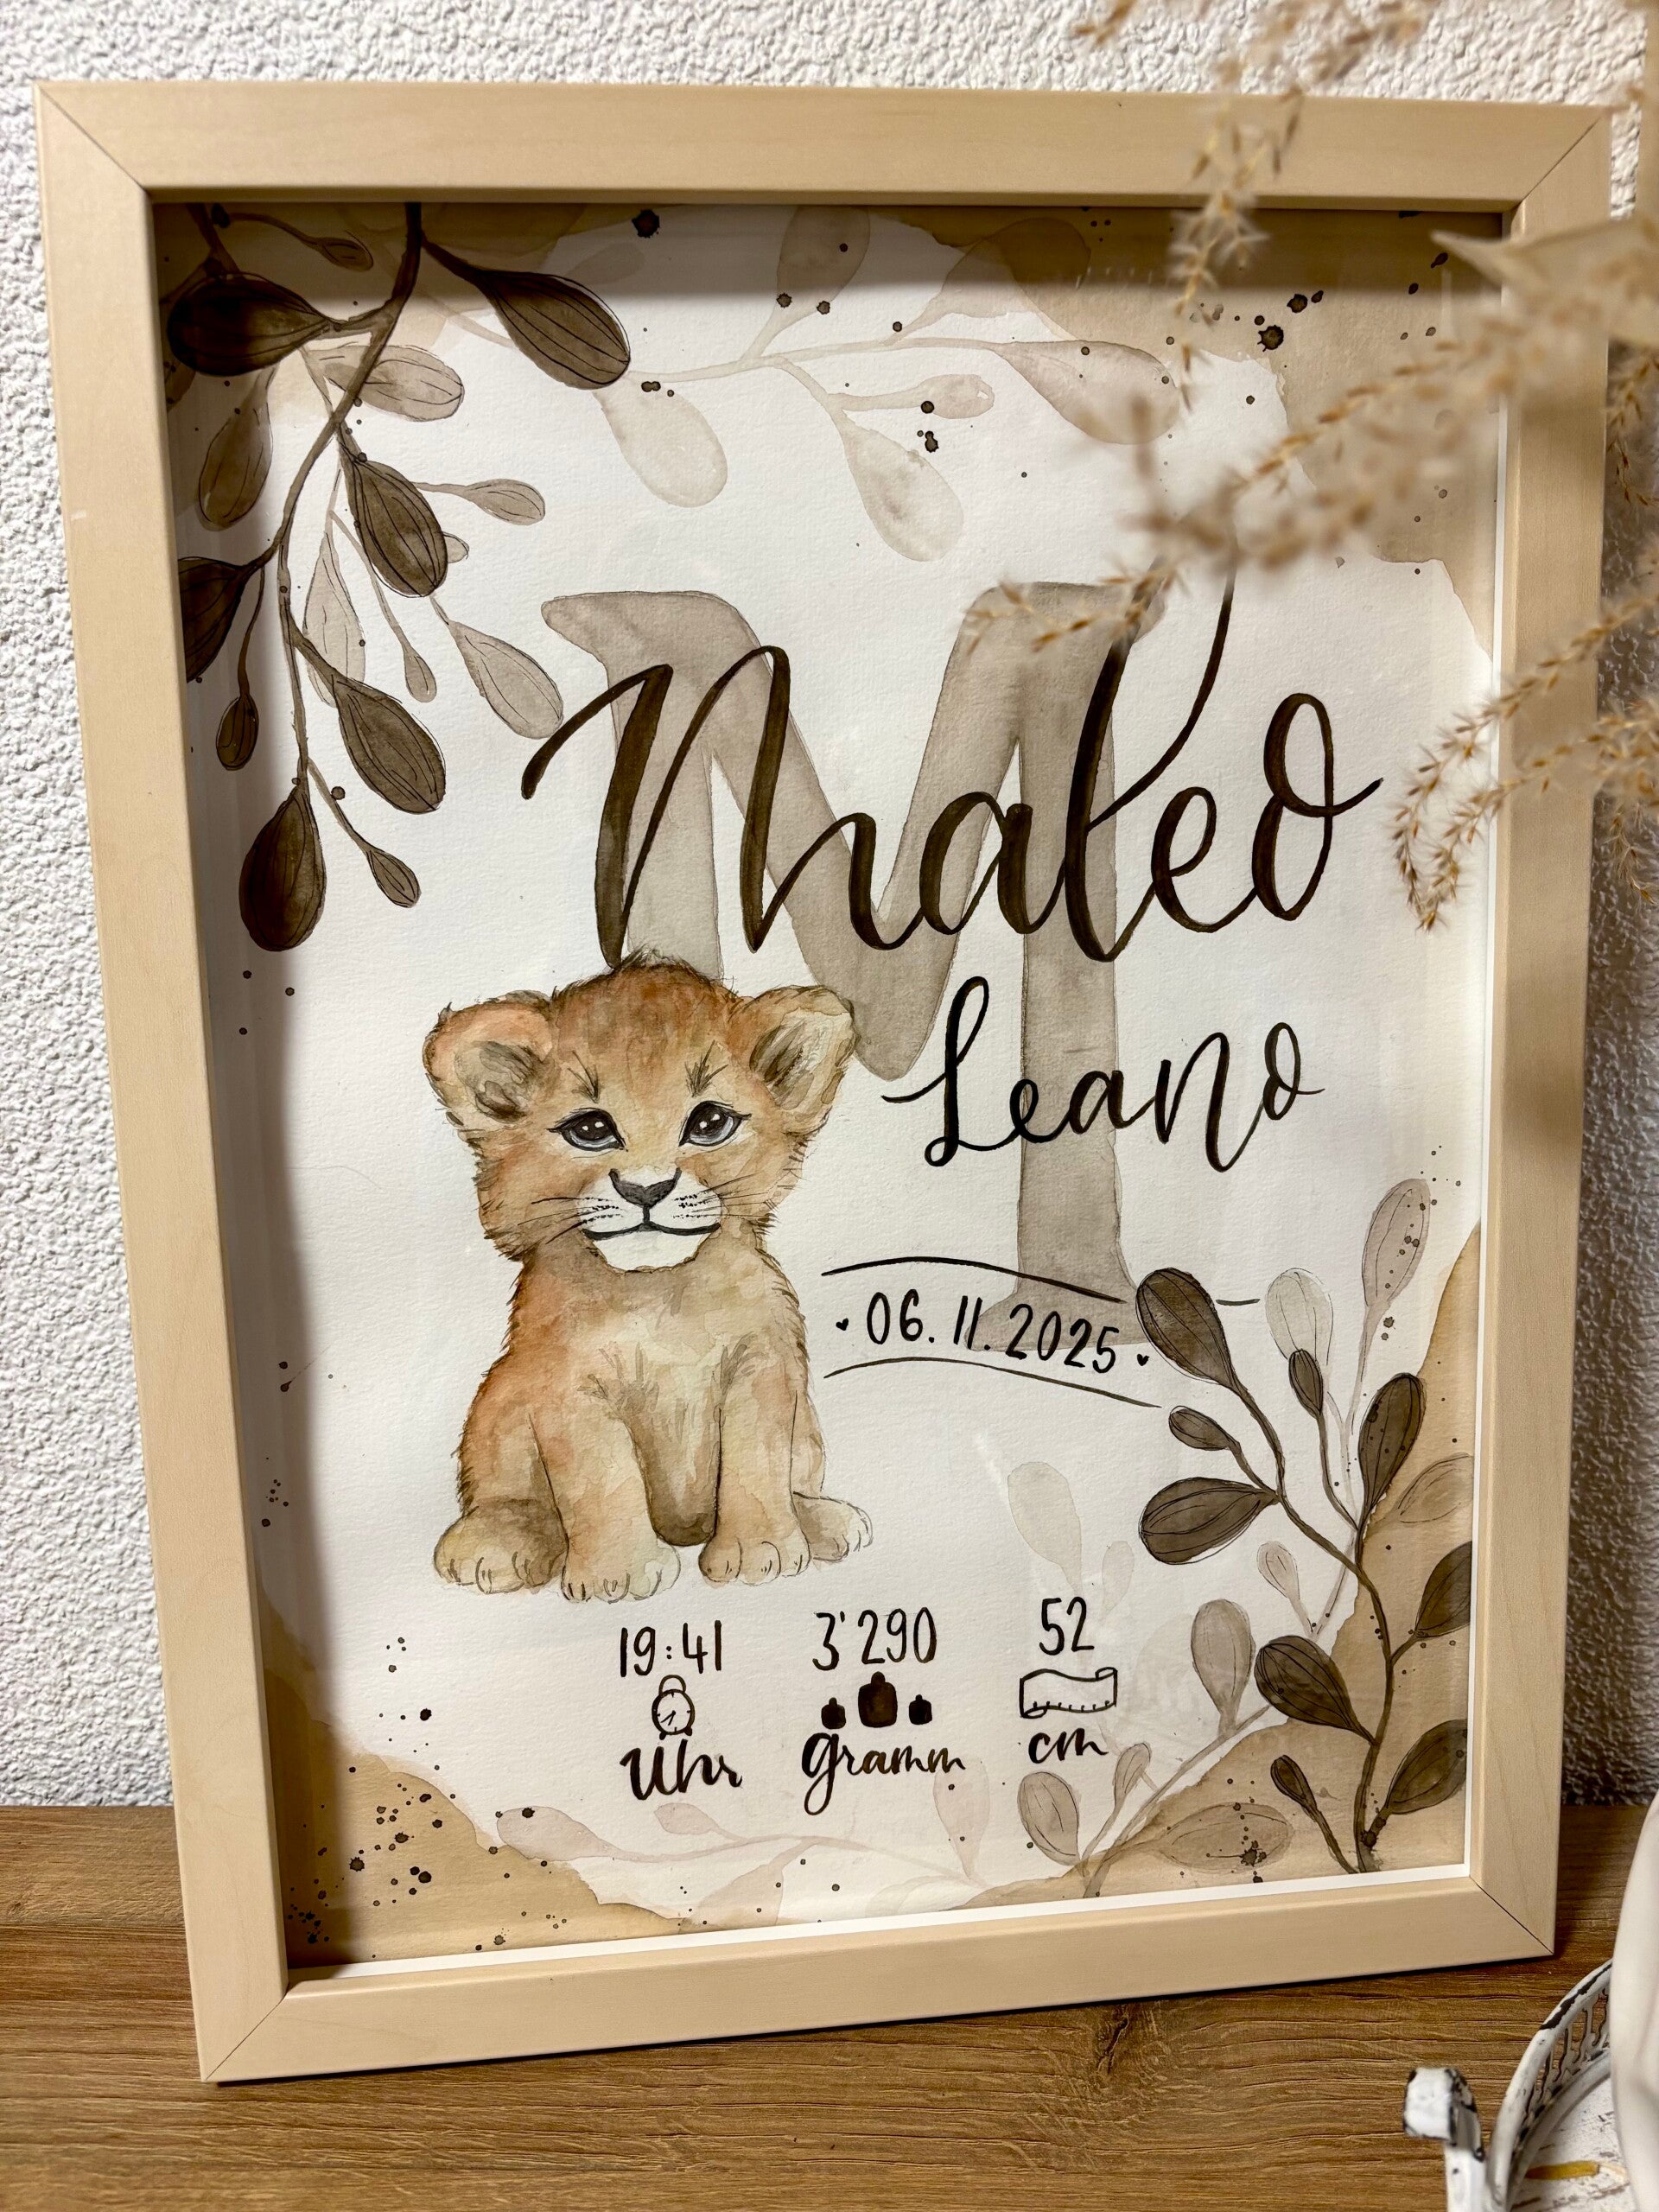 M
Mateo
Leano
06.11.2025
19:41 3'290 52
Uhr gramm cm